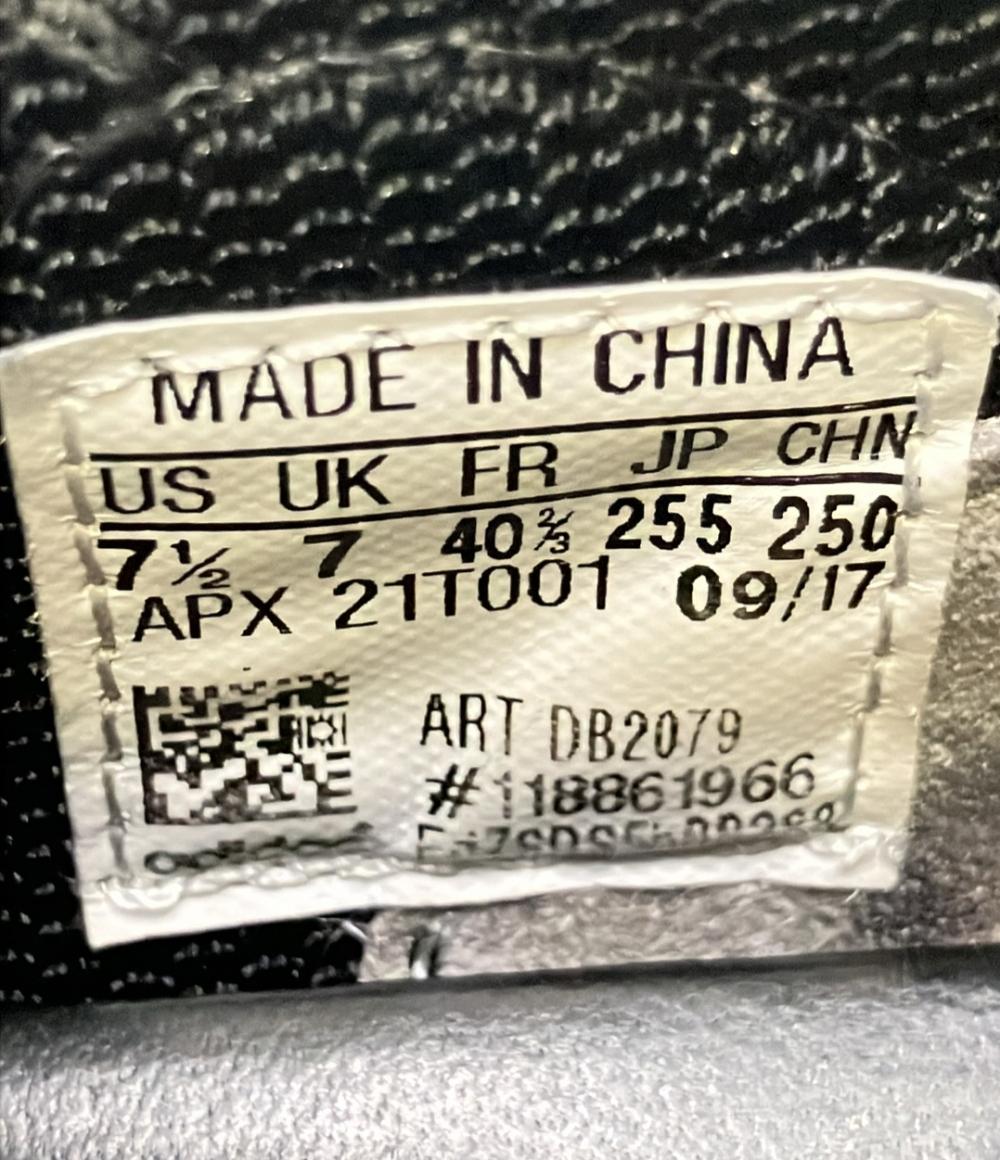 MADE IN CHINA
US UK FR JP CHN
7½ 7 40⅔ 255 250
APX 21T001 09/17
ART DB2079
#118861966